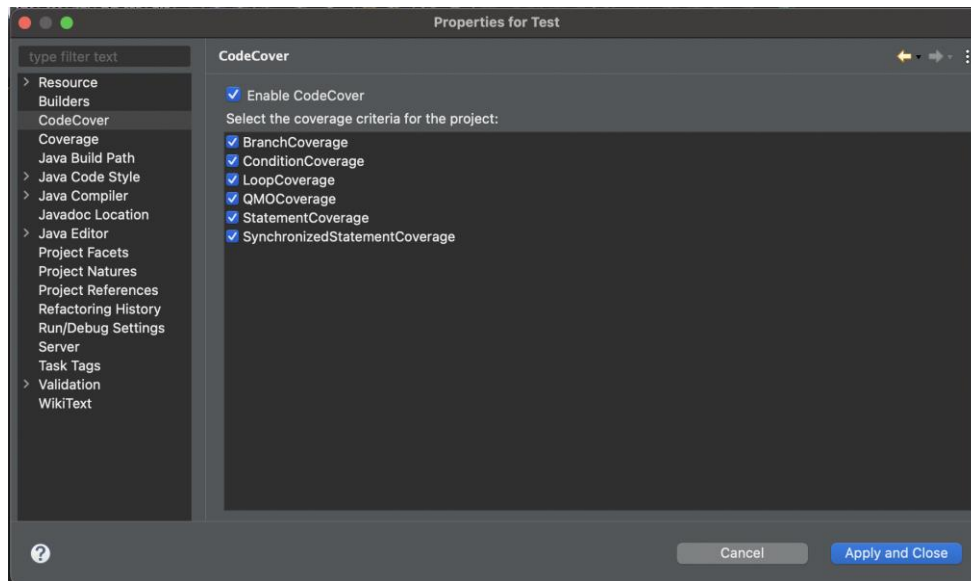 Properties for Test
type filter text
CodeCover
Resource
Builders
CodeCover
Coverage
Java Build Path
Java Code Style
Java Compiler
Javadoc Location
Java Editor
Project Facets
Project Natures
Project References
Refactoring History
Run/Debug Settings
Server
Task Tags
Validation
WikiText
Enable CodeCover
Select the coverage criteria for the project:
BranchCoverage
ConditionCoverage
LoopCoverage
QMOCoverage
StatementCoverage
SynchronizedStatementCoverage
?
Cancel
Apply and Close